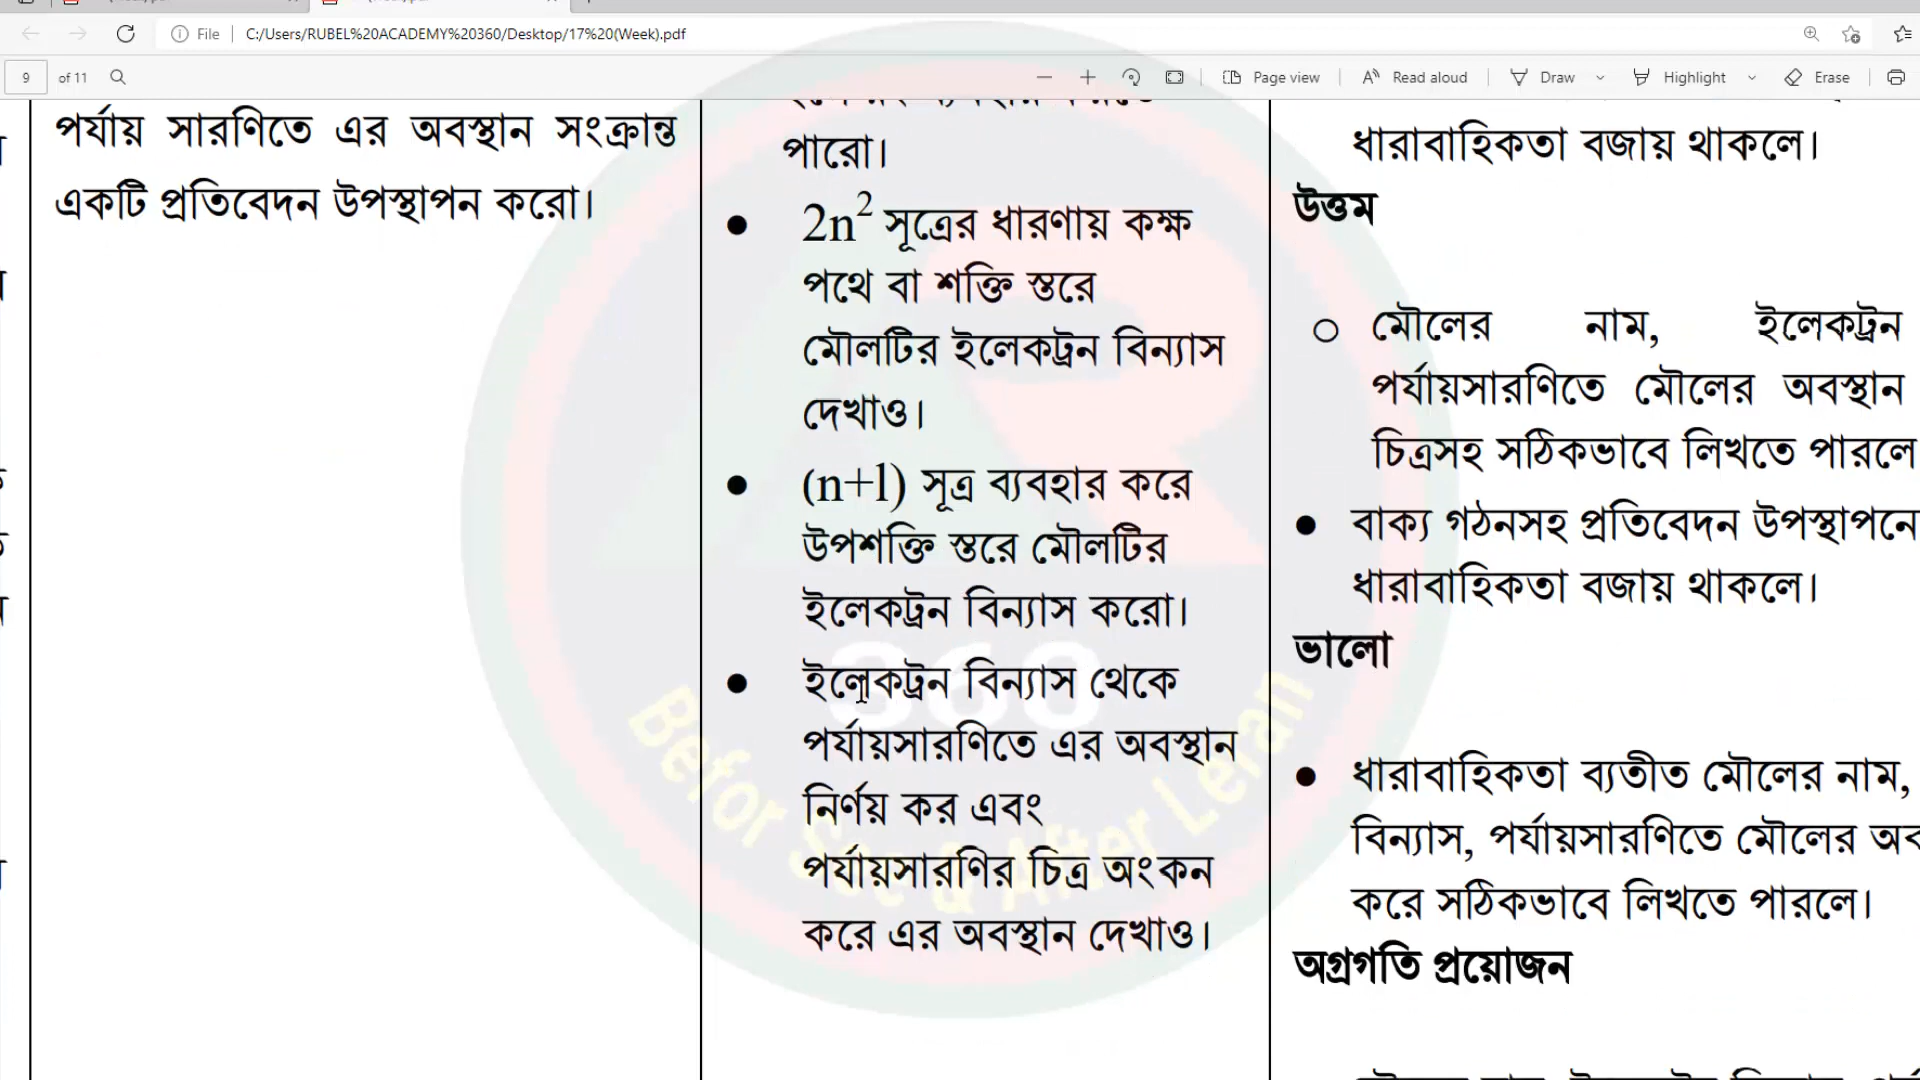 File
C:/Users/RUBEL%20ACADEMY%20360/Desktop/17%20(Week).pdf
9 of 11
Page view
Read aloud
Draw
Highlight
Erase
পর্যায় সারণিতে এর অবস্থান সংক্রান্ত
একটি প্রতিবেদন উপস্থাপন করো।
পারো।
● 2n² সূত্রের ধারণায় কক্ষ
পথে বা শক্তি স্তরে
মৌলটির ইলেকট্রন বিন্যাস
দেখাও।
● (n+l) সূত্র ব্যবহার করে
উপশক্তি স্তরে মৌলটির
ইলেকট্রন বিন্যাস করো।
● ইলেকট্রন বিন্যাস থেকে
পর্যায়সারণিতে এর অবস্থান
নির্ণয় কর এবং
পর্যায়সারণির চিত্র অংকন
করে এর অবস্থান দেখাও।
ধারাবাহিকতা বজায় থাকলে।
উত্তম
○ মৌলের নাম, ইলেকট্রন
পর্যায়সারণিতে মৌলের অবস্থান
চিত্রসহ সঠিকভাবে লিখতে পারলে
● বাক্য গঠনসহ প্রতিবেদন উপস্থাপনে
ধারাবাহিকতা বজায় থাকলে।
ভালো
● ধারাবাহিকতা ব্যতীত মৌলের নাম,
বিন্যাস, পর্যায়সারণিতে মৌলের
করে সঠিকভাবে লিখতে পারলে।
অগ্রগতি প্রয়োজন
360
Befor See & After Leran